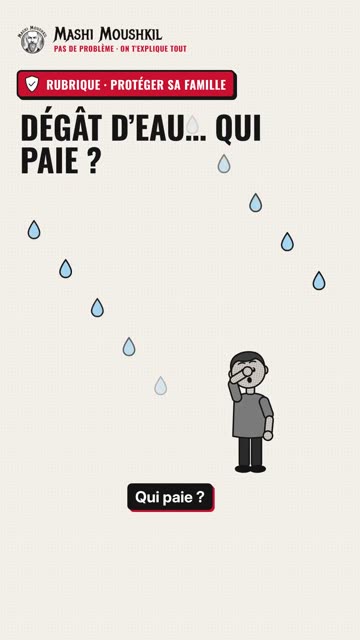 MASHI MOUSHKIL
PAS DE PROBLÈME · ON T'EXPLIQUE TOUT
RUBRIQUE · PROTÉGER SA FAMILLE
DÉGÂT D'EAU... QUI
PAIE ?
Qui paie ?